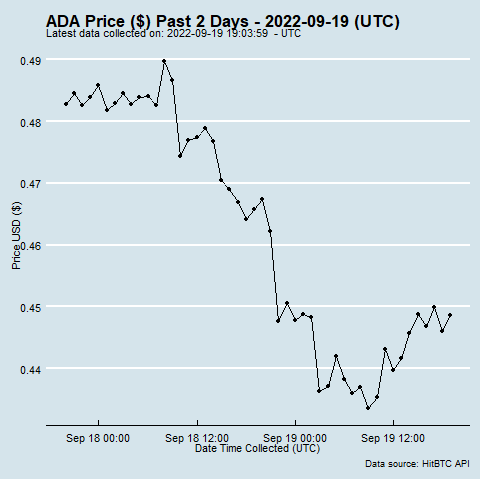 ADA Price ($) Past 2 Days - 2022-09-19 (UTC)
Latest data collected on: 2022-09-19 19:03:59 - UTC
0.49
0.48
0.47
0.46
0.45
0.44
Price USD ($)
Sep 18 00:00 Sep 18 12:00 Sep 19 00:00 Sep 19 12:00
Date Time Collected (UTC)
Data source: HitBTC API